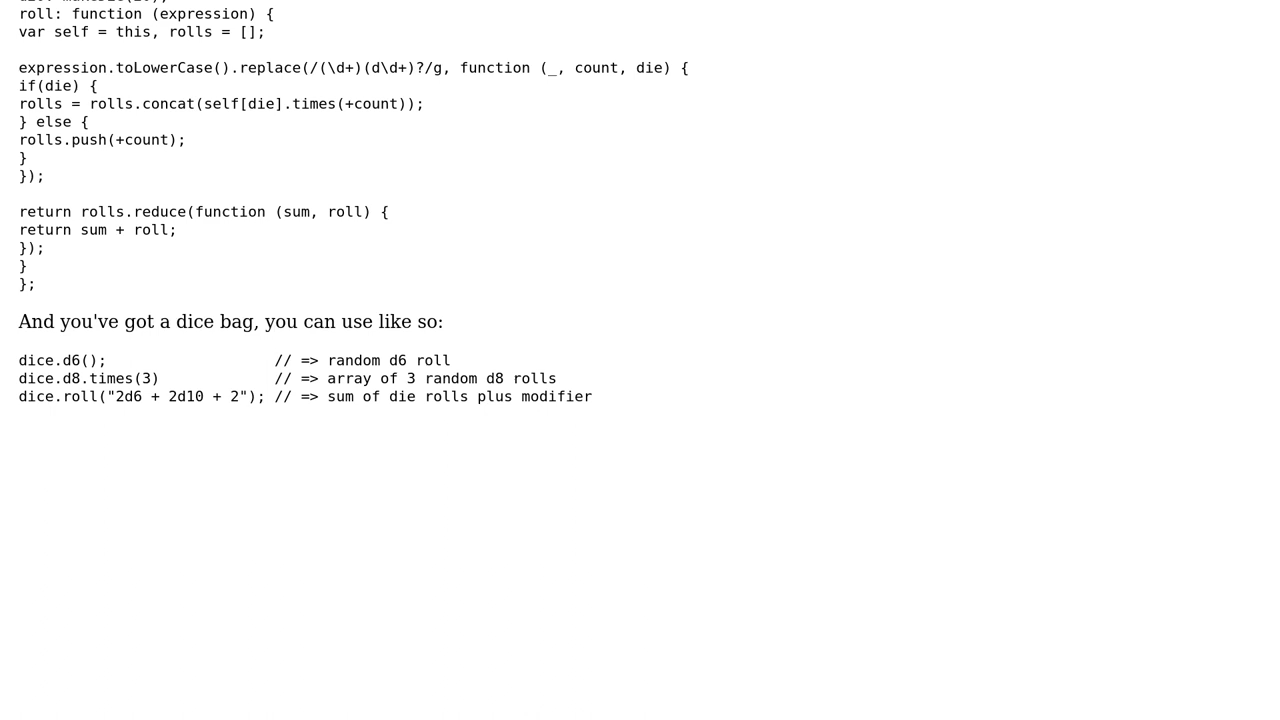 roll: function (expression) {
var self = this, rolls = [];
expression.toLowerCase().replace(/(\d+)(d\d+)?/g, function (_, count, die) {
if(die) {
rolls = rolls.concat(self[die].times(+count));
} else {
rolls.push(+count);
}
});
return rolls.reduce(function (sum, roll) {
return sum + roll;
});
}
};
And you've got a dice bag, you can use like so:
dice.d6();                   // => random d6 roll
dice.d8.times(3)             // => array of 3 random d8 rolls
dice.roll("2d6 + 2d10 + 2"); // => sum of die rolls plus modifier